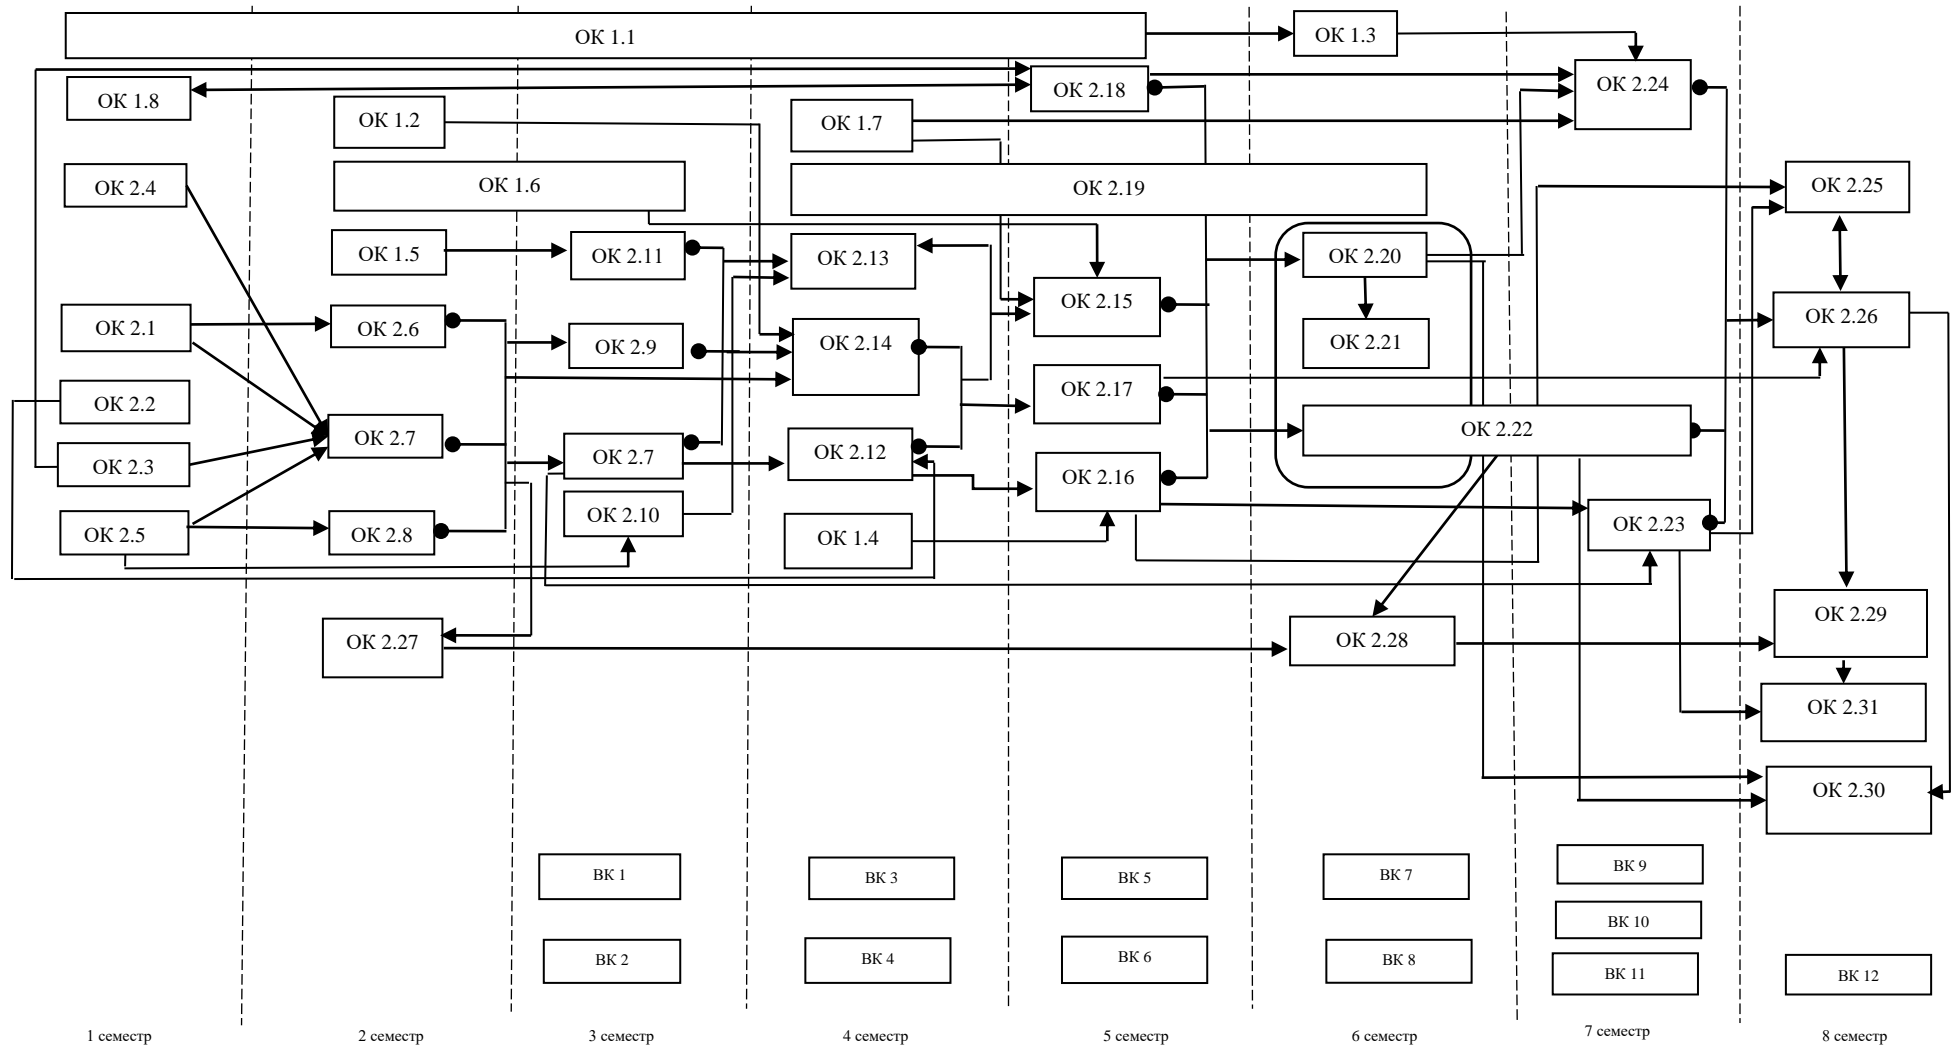 ОК 1.1
ОК 1.3
ОК 1.8
ОК 2.18
ОК 2.24
ОК 1.2
ОК 1.7
ОК 2.4
ОК 1.6
ОК 2.19
ОК 2.25
ОК 1.5
ОК 2.11
ОК 2.13
ОК 2.20
ОК 2.15
ОК 2.1
ОК 2.6
ОК 2.9
ОК 2.14
ОК 2.21
ОК 2.26
ОК 2.2
ОК 2.17
ОК 2.7
ОК 2.22
ОК 2.3
ОК 2.7
ОК 2.12
ОК 2.16
ОК 2.5
ОК 2.8
ОК 2.10
ОК 1.4
ОК 2.23
ОК 2.27
ОК 2.28
ОК 2.29
ОК 2.31
ОК 2.30
ВК 1
ВК 3
ВК 5
ВК 7
ВК 9
ВК 10
ВК 2
ВК 4
ВК 6
ВК 8
ВК 11
ВК 12
1 семестр
2 семестр
3 семестр
4 семестр
5 семестр
6 семестр
7 семестр
8 семестр